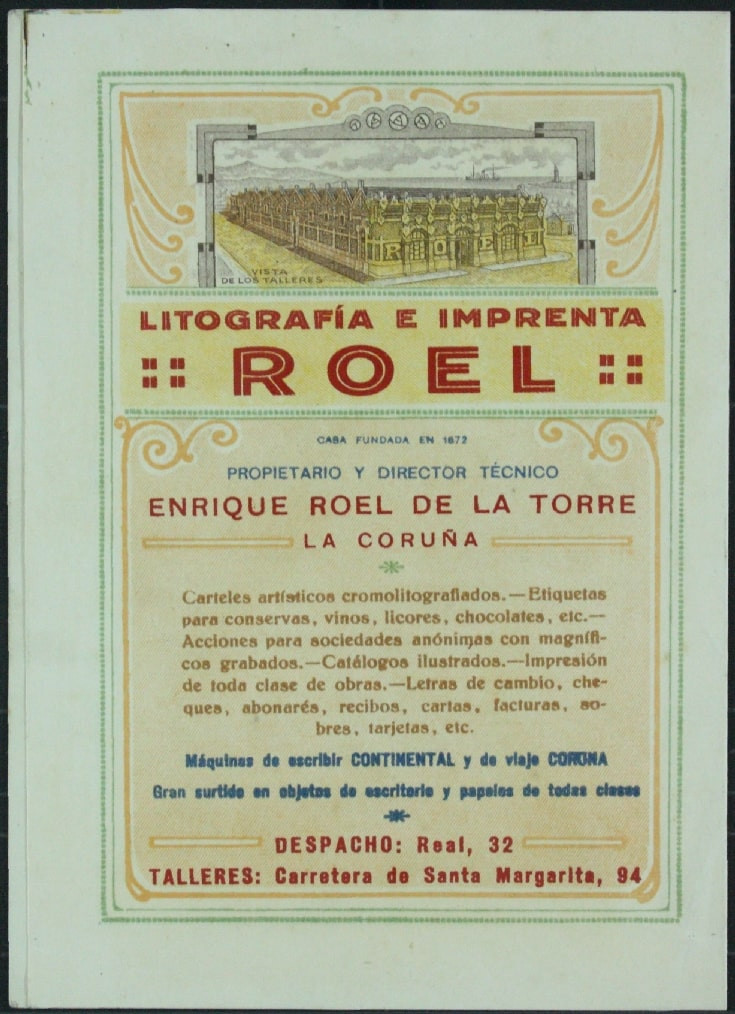 ROEL
VISTA
DE LOS TALLERES
LITOGRAFÍA E IMPRENTA
ROEL
CASA FUNDADA EN 1872
PROPIETARIO Y DIRECTOR TÉCNICO
ENRIQUE ROEL DE LA TORRE
LA CORUÑA
Carteles artísticos cromolitografiados.—Etiquetas
para conservas, vinos, licores, chocolates, etc.—
Acciones para sociedades anónimas con magnífi-
cos grabados.—Catálogos ilustrados.—Impresión
de toda clase de obras.—Letras de cambio, che-
ques, abonarés, recibos, cartas, facturas, so-
bres, tarjetas, etc.
Máquinas de escribir CONTINENTAL y de viaje CORONA
Gran surtido en objetos de escritorio y papeles de todas clases
DESPACHO: Real, 32
TALLERES: Carretera de Santa Margarita, 94